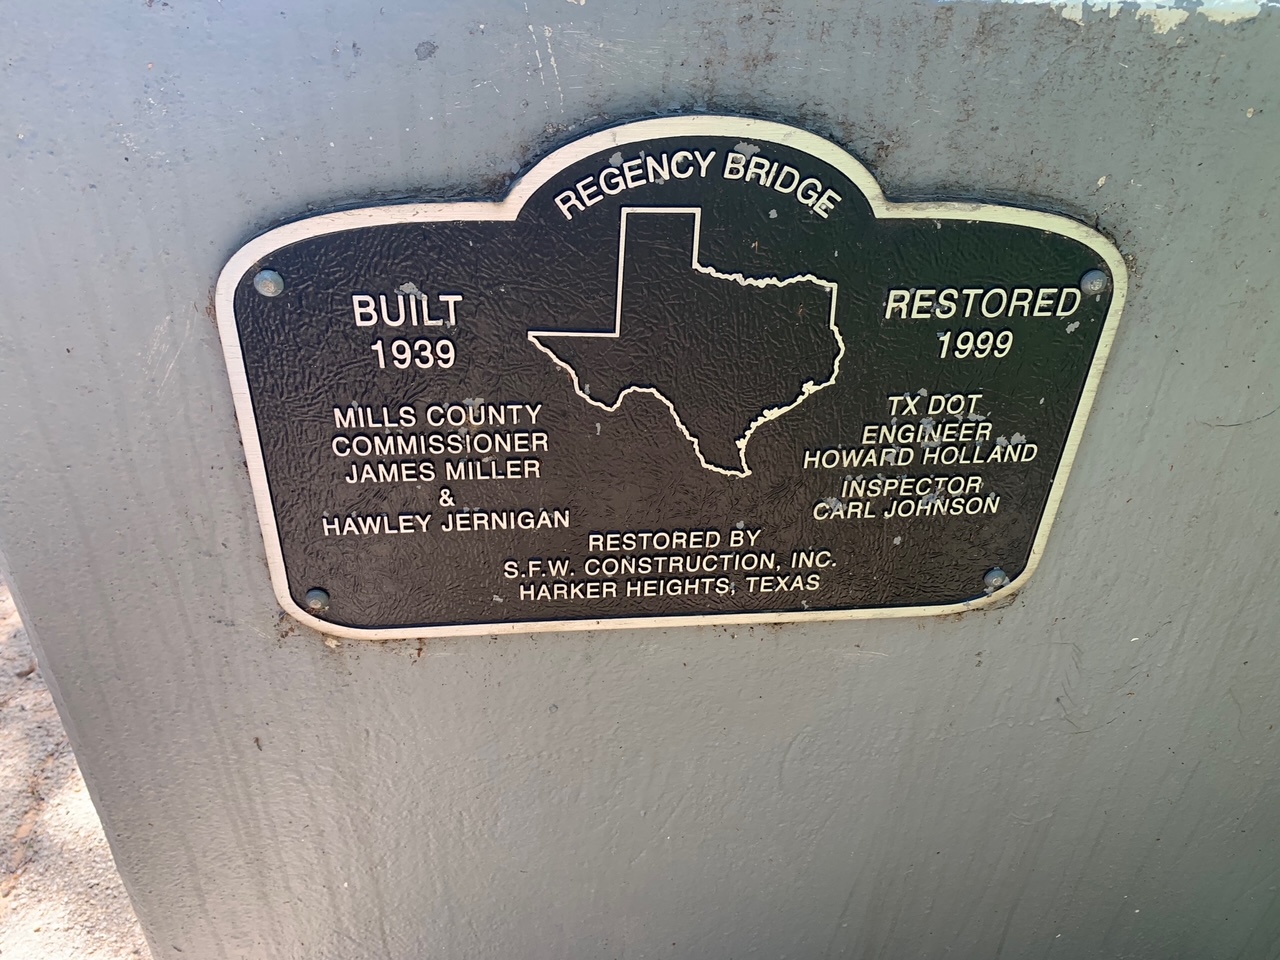 REGENCY BRIDGE
BUILT
1939
MILLS COUNTY
COMMISSIONER
JAMES MILLER
&
HAWLEY JERNIGAN
RESTORED
1999
TX DOT
ENGINEER
HOWARD HOLLAND
INSPECTOR
CARL JOHNSON
RESTORED BY
S.F.W. CONSTRUCTION, INC.
HARKER HEIGHTS, TEXAS